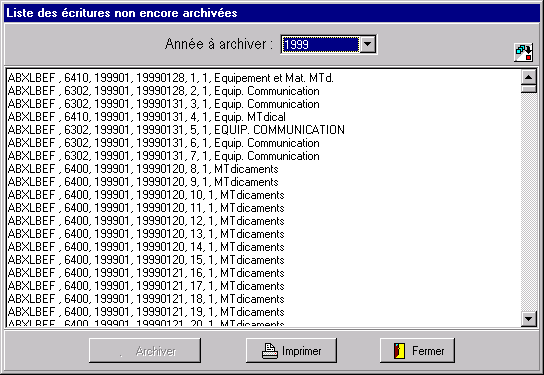 Liste des écritures non encore archivées
Année à archiver :
1999
ABXLBEF , 6410, 199901, 19990128, 1, 1, Equipement et Mat. MTd.
ABXLBEF , 6302, 199901, 19990128, 2, 1, Equip. Communication
ABXLBEF , 6302, 199901, 19990131, 3, 1, Equip. Communication
ABXLBEF , 6410, 199901, 19990131, 4, 1, Equip. MTdical
ABXLBEF , 6302, 199901, 19990131, 5, 1, EQUIP. COMMUNICATION
ABXLBEF , 6302, 199901, 19990131, 6, 1, Equip. Communication
ABXLBEF , 6302, 199901, 19990131, 7, 1, Equip. Communication
ABXLBEF , 6400, 199901, 19990120, 8, 1, MTdicaments
ABXLBEF , 6400, 199901, 19990120, 9, 1, MTdicaments
ABXLBEF , 6400, 199901, 19990120, 10, 1, MTdicaments
ABXLBEF , 6400, 199901, 19990120, 11, 1, MTdicaments
ABXLBEF , 6400, 199901, 19990120, 12, 1, MTdicaments
ABXLBEF , 6400, 199901, 19990120, 13, 1, MTdicaments
ABXLBEF , 6400, 199901, 19990120, 14, 1, MTdicaments
ABXLBEF , 6400, 199901, 19990120, 15, 1, MTdicaments
ABXLBEF , 6400, 199901, 19990121, 16, 1, MTdicaments
ABXLBEF , 6400, 199901, 19990121, 17, 1, MTdicaments
ABXLBEF , 6400, 199901, 19990121, 18, 1, MTdicaments
ABXLBEF , 6400, 199901, 19990121, 19, 1, MTdicaments
ABXLBEF , 6400, 199901, 19990121, 20, 1, MTdicaments
Archiver
Imprimer
Fermer